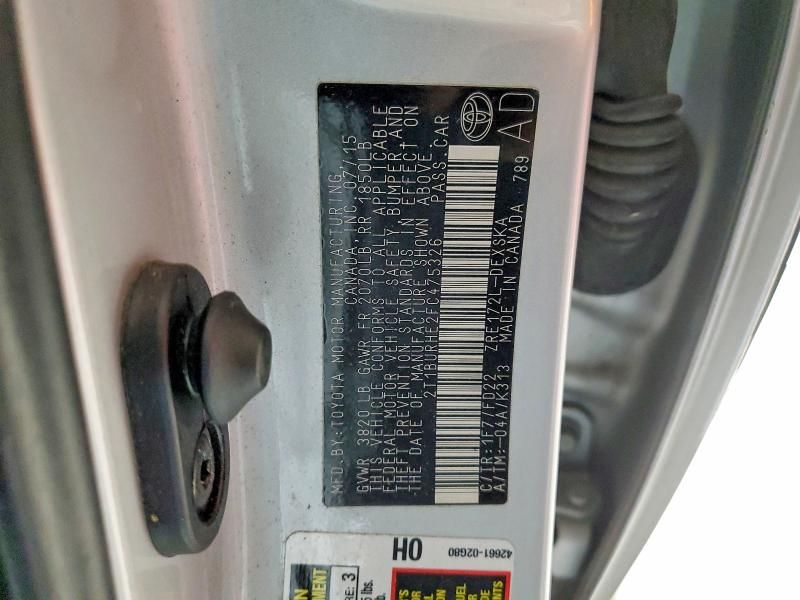 MFD.BY:TOYOTA MOTOR MANUFACTURING
CANADA INC. 07/15
GVWR 3820 LB GAWR FR 2070LB RR 1850LB
THIS VEHICLE CONFORMS TO ALL APPLICABLE
FEDERAL MOTOR VEHICLE SAFETY, BUMPER, AND
THEFT PREVENTION STANDARDS IN EFFECT ON
THE DATE OF MANUFACTURE SHOWN ABOVE.
2T1BURHE2FC475326 PASS.CAR
C/TR:1F7/FD22 ZRE172L-DEXSKA
A/TM:-04A/K313 MADE IN CANADA 789
AD
OH
42661-02G80